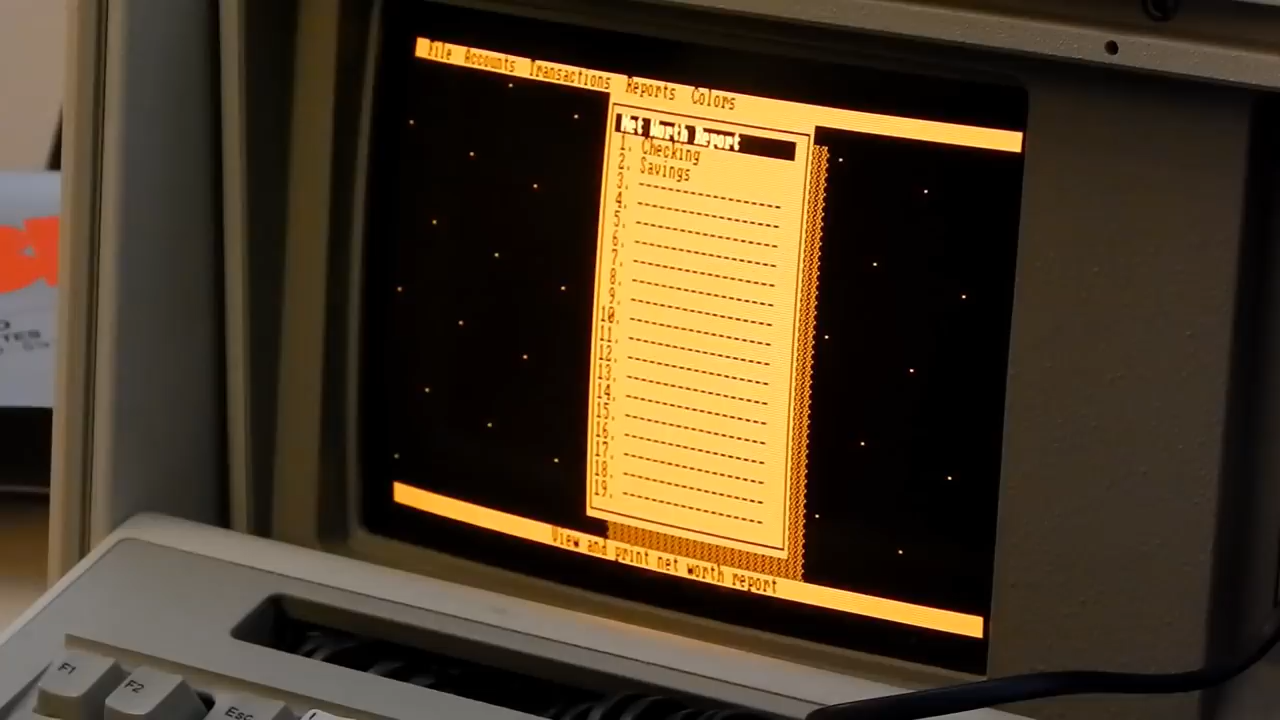 File Accounts Transactions Reports Colors
Net Worth Report
1. Checking
2. Savings
3. --------------------
4. --------------------
5. --------------------
6. --------------------
7. --------------------
8. --------------------
9. --------------------
10. --------------------
11. --------------------
12. --------------------
13. --------------------
14. --------------------
15. --------------------
16. --------------------
17. --------------------
18. --------------------
19. --------------------
View and print net worth report
F1
F2
Esc